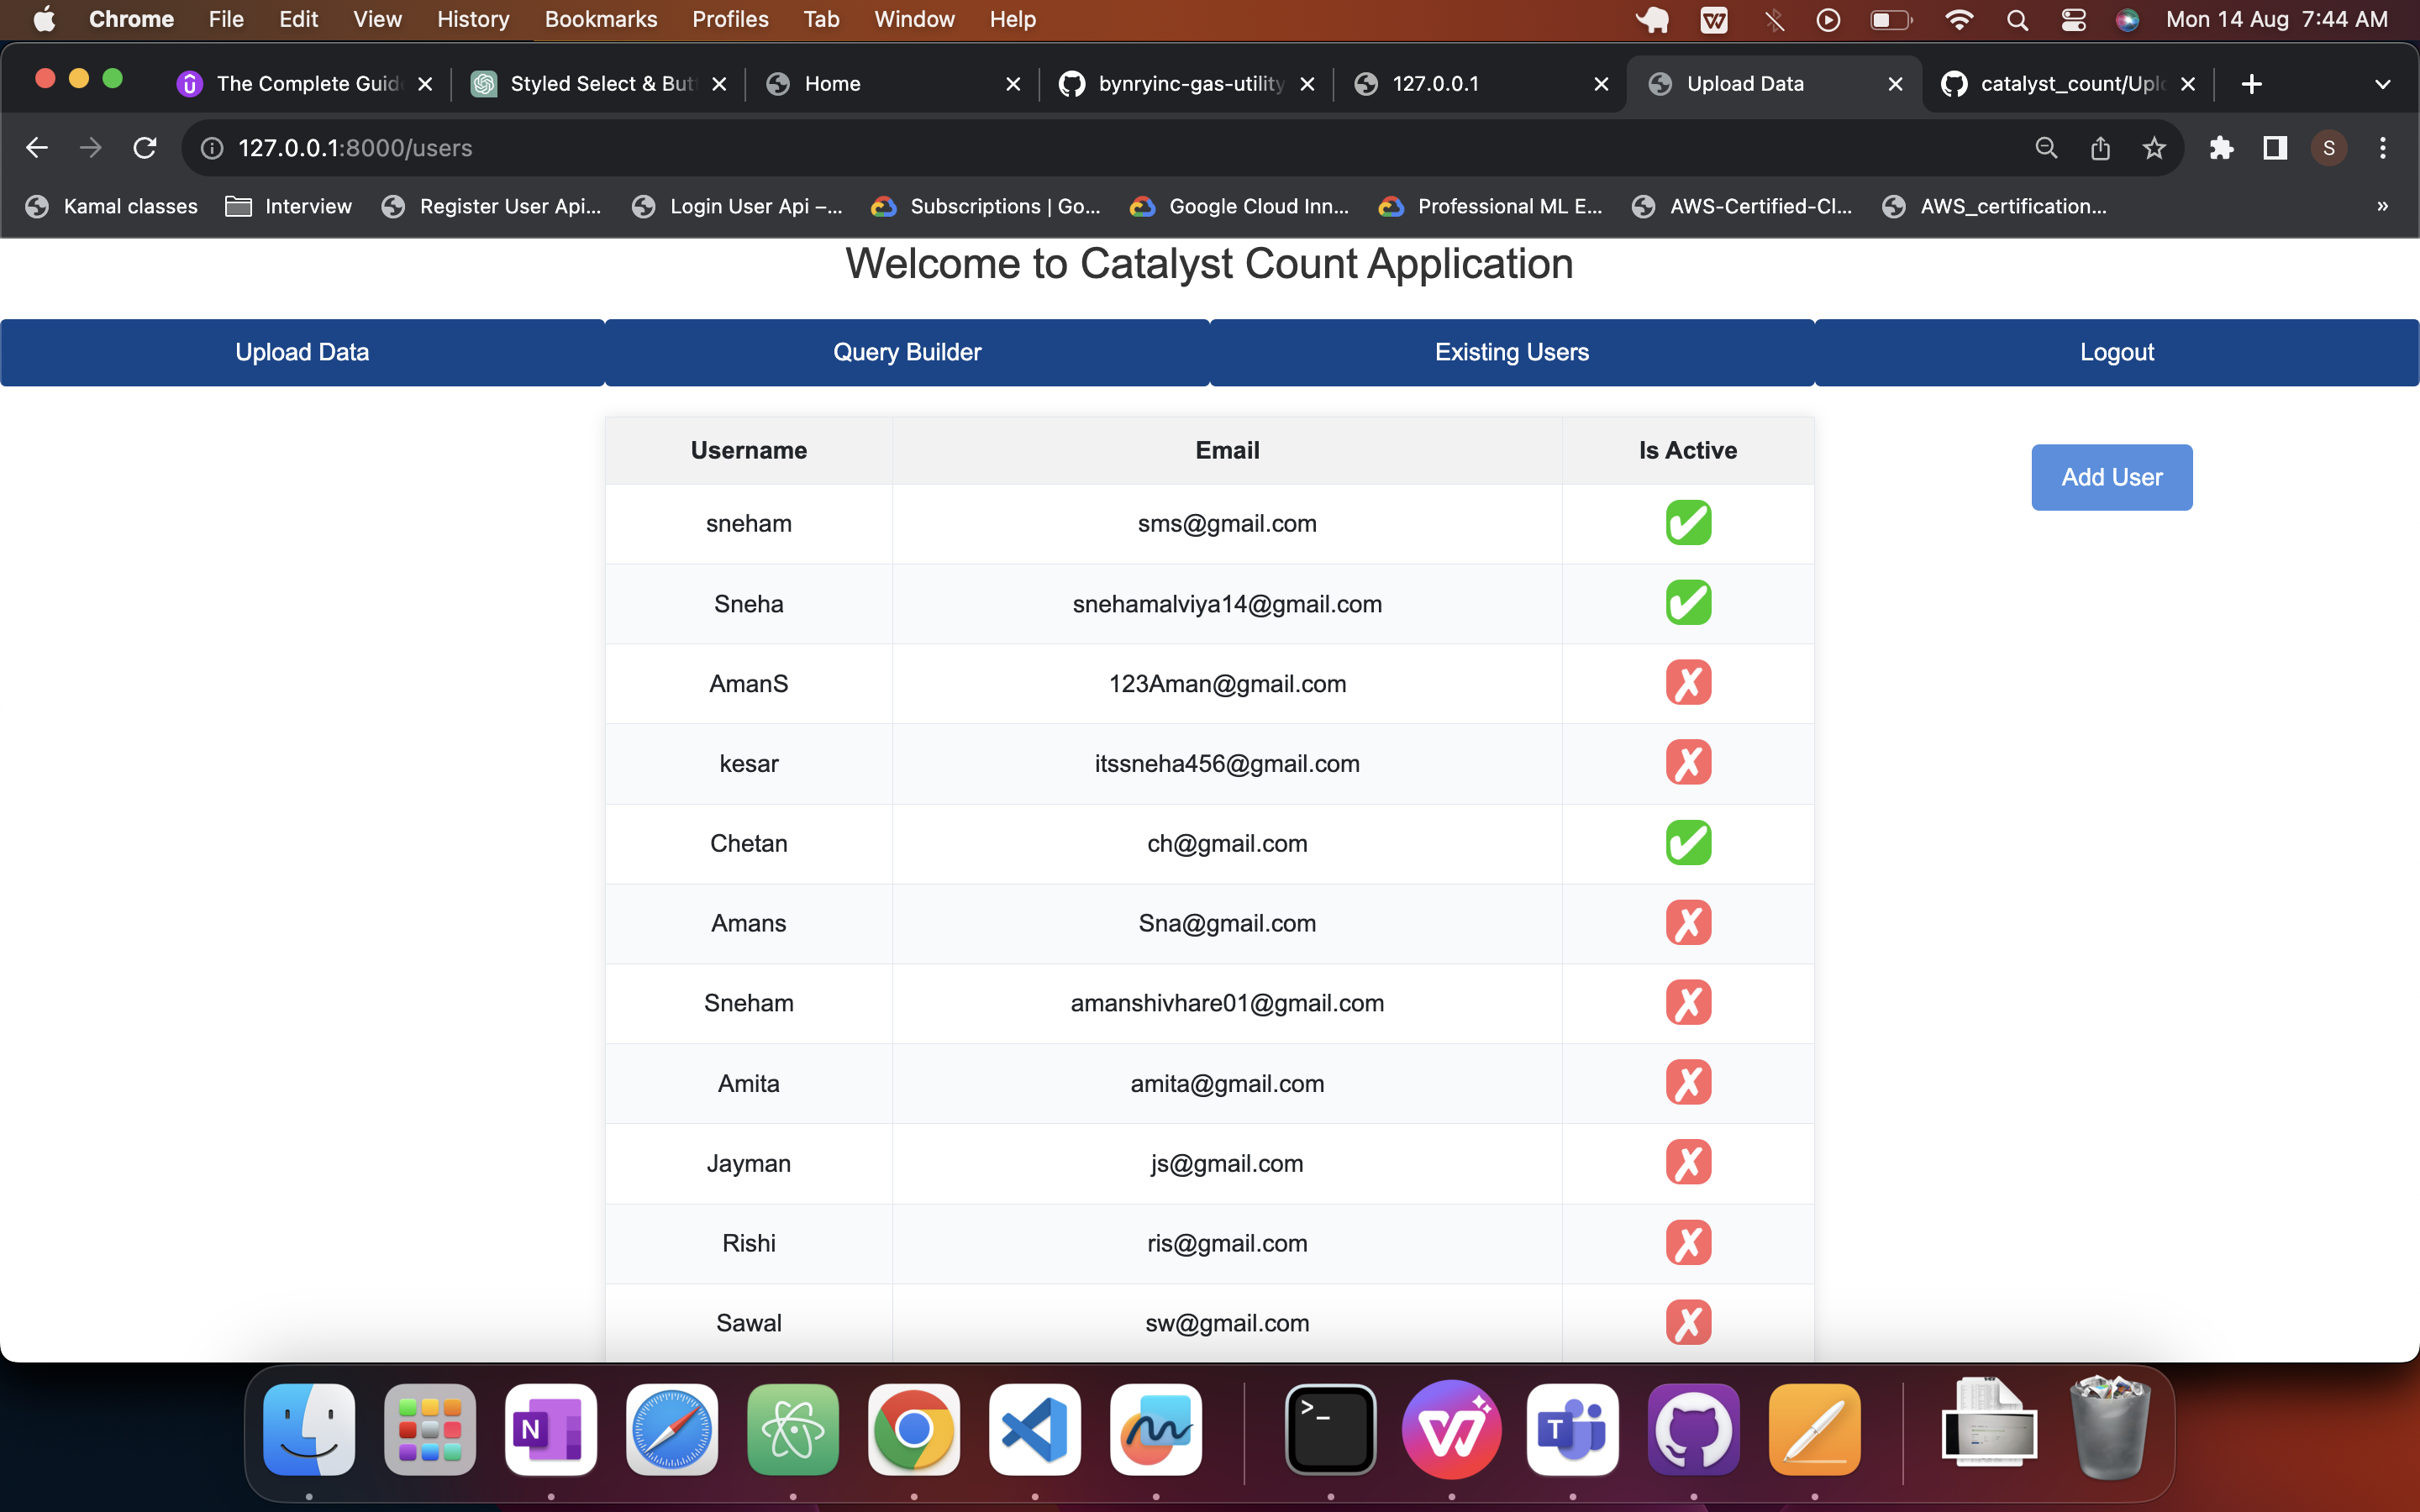 Chrome File Edit View History Bookmarks Profiles Tab Window Help Mon 14 Aug 7:44 AM
The Complete Guid Styled Select & But Home bynryinc-gas-utility 127.0.0.1 Upload Data catalyst_count/Uplo
127.0.0.1:8000/users S
Kamal classes Interview Register User Api... Login User Api –... Subscriptions | Go... Google Cloud Inn... Professional ML E... AWS-Certified-Cl... AWS_certification... »
Welcome to Catalyst Count Application
Upload Data Query Builder Existing Users Logout
Username Email Is Active
Add User
sneham sms@gmail.com
Sneha snehamalviya14@gmail.com
AmanS 123Aman@gmail.com
kesar itssneha456@gmail.com
Chetan ch@gmail.com
Amans Sna@gmail.com
Sneham amanshivhare01@gmail.com
Amita amita@gmail.com
Jayman js@gmail.com
Rishi ris@gmail.com
Sawal sw@gmail.com